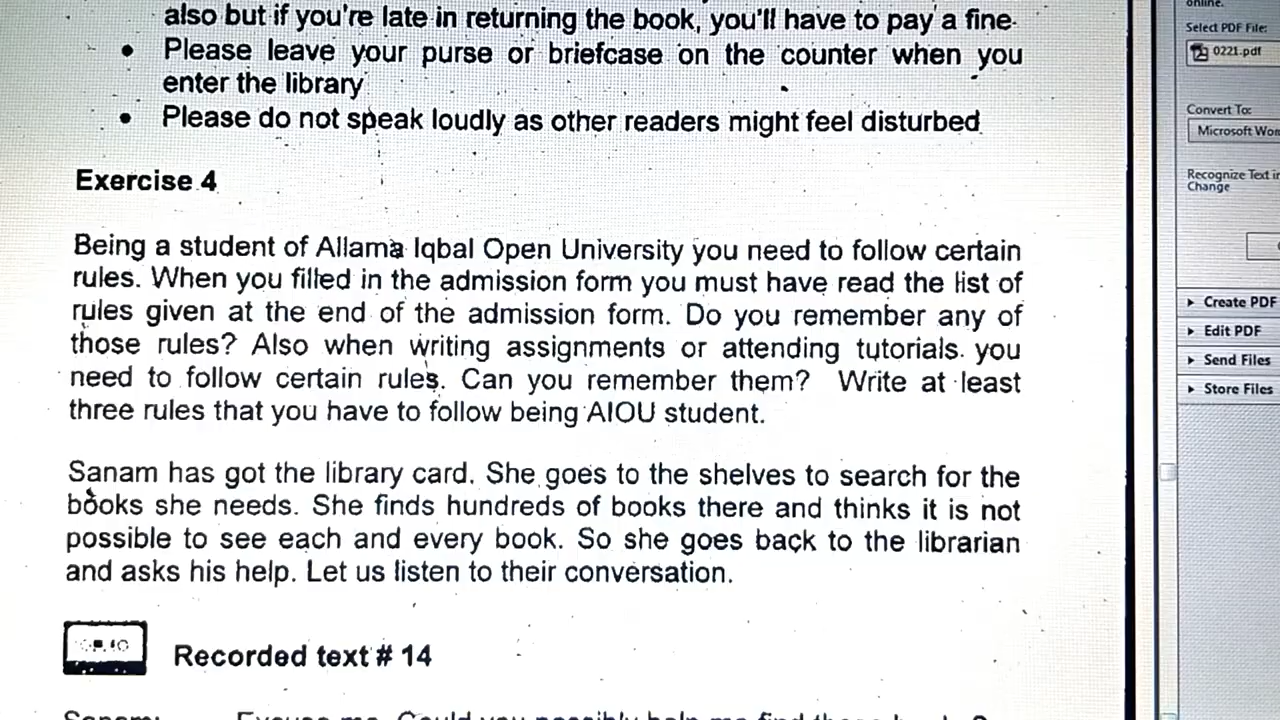 also but if you're late in returning the book, you'll have to pay a fine
• Please leave your purse or briefcase on the counter when you
enter the library
• Please do not speak loudly as other readers might feel disturbed
Exercise 4
Being a student of Allama Iqbal Open University you need to follow certain
rules. When you filled in the admission form you must have read the list of
rules given at the end of the admission form. Do you remember any of
those rules? Also when writing assignments or attending tutorials. you
need to follow certain rules. Can you remember them? Write at least
three rules that you have to follow being AIOU student.
Sanam has got the library card. She goes to the shelves to search for the
books she needs. She finds hundreds of books there and thinks it is not
possible to see each and every book. So she goes back to the librarian
and asks his help. Let us listen to their conversation.
Recorded text # 14
online.
Select PDF File:
0221.pdf
Convert To:
Microsoft Wor
Recognize Text in
Change
Create PDF
Edit PDF
Send Files
Store Files